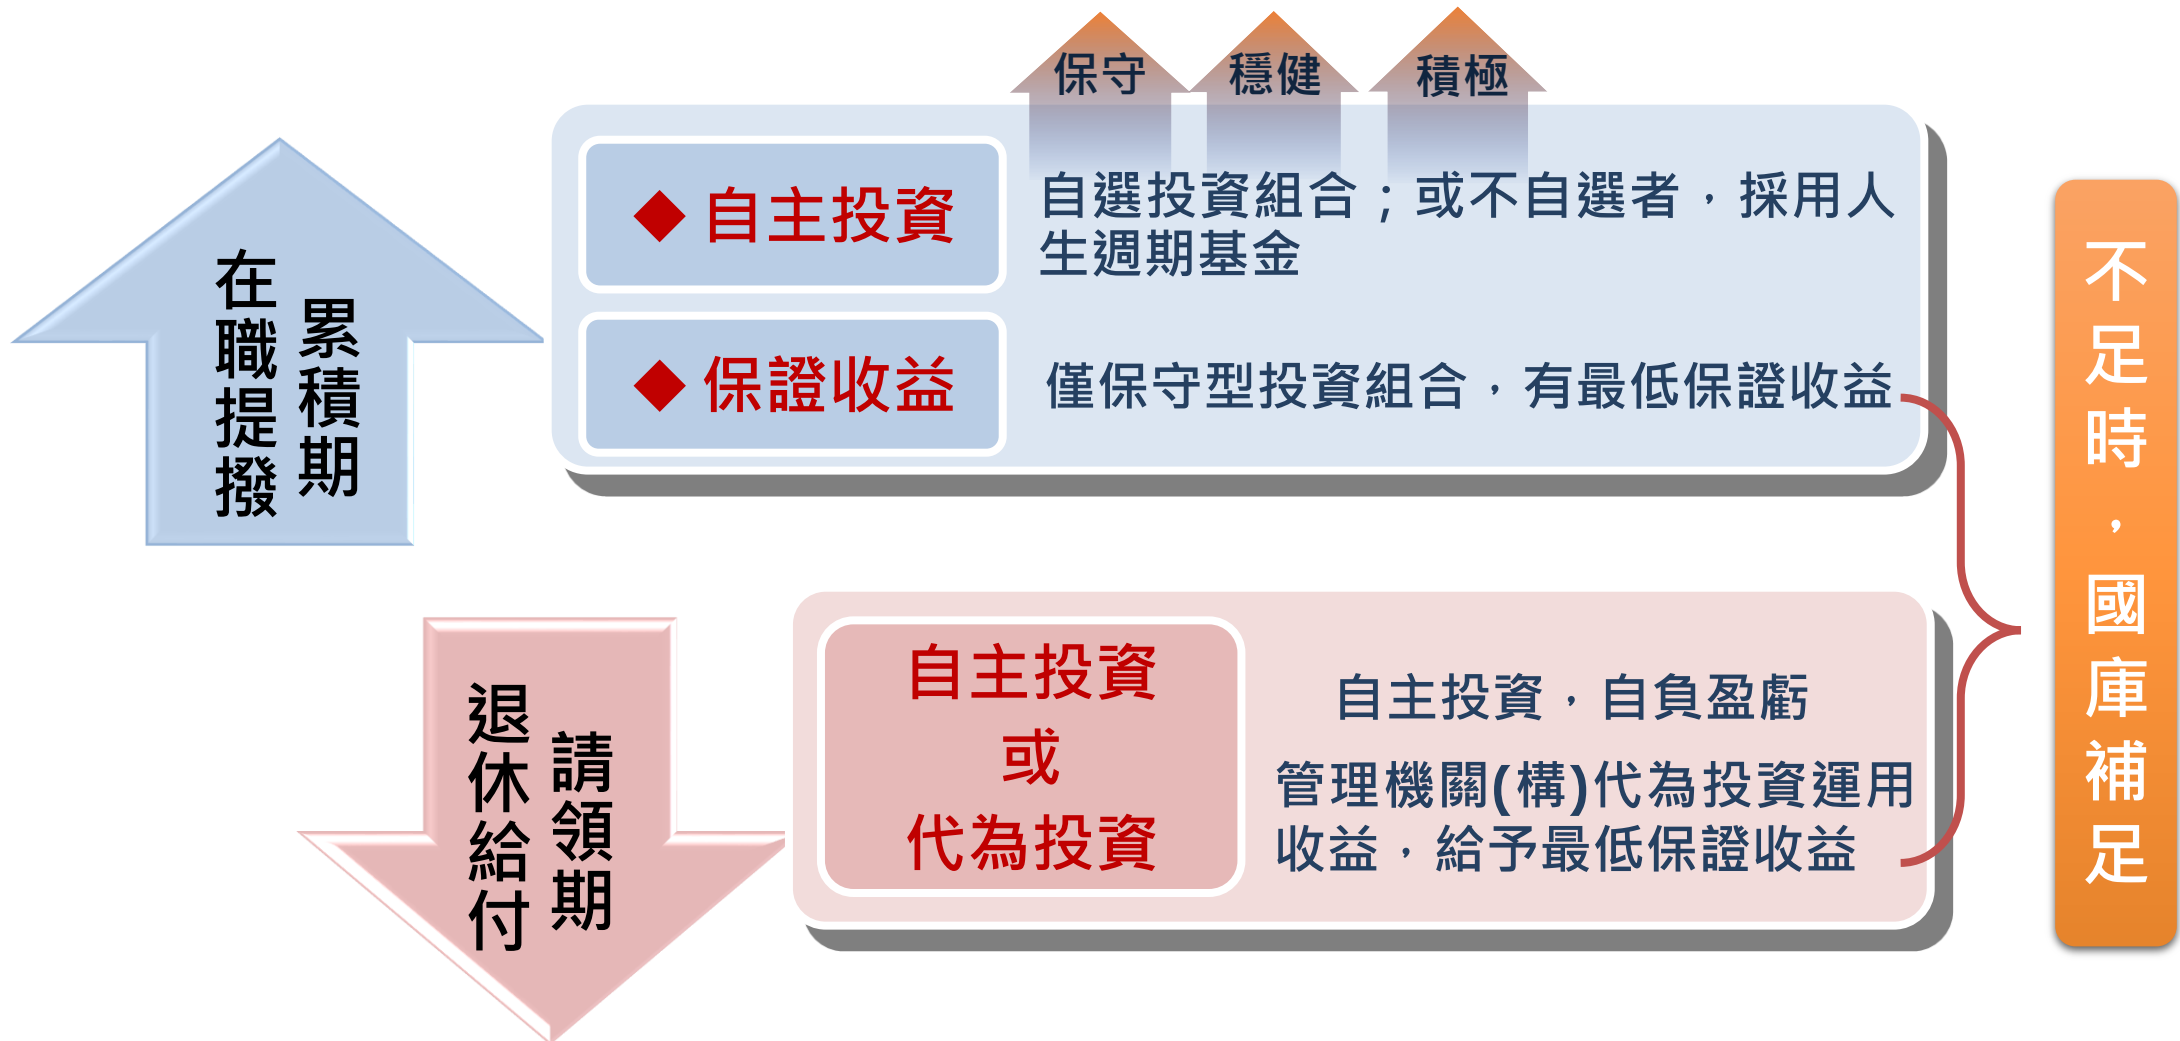 保守
穩健
積極
在職提撥
累積期
◆自主投資
自選投資組合；或不自選者，採用人
生週期基金
◆保證收益
僅保守型投資組合，有最低保證收益
退休給付
請領期
自主投資
或
代為投資
自主投資，自負盈虧
管理機關(構)代為投資運用
收益，給予最低保證收益
不足時，國庫補足